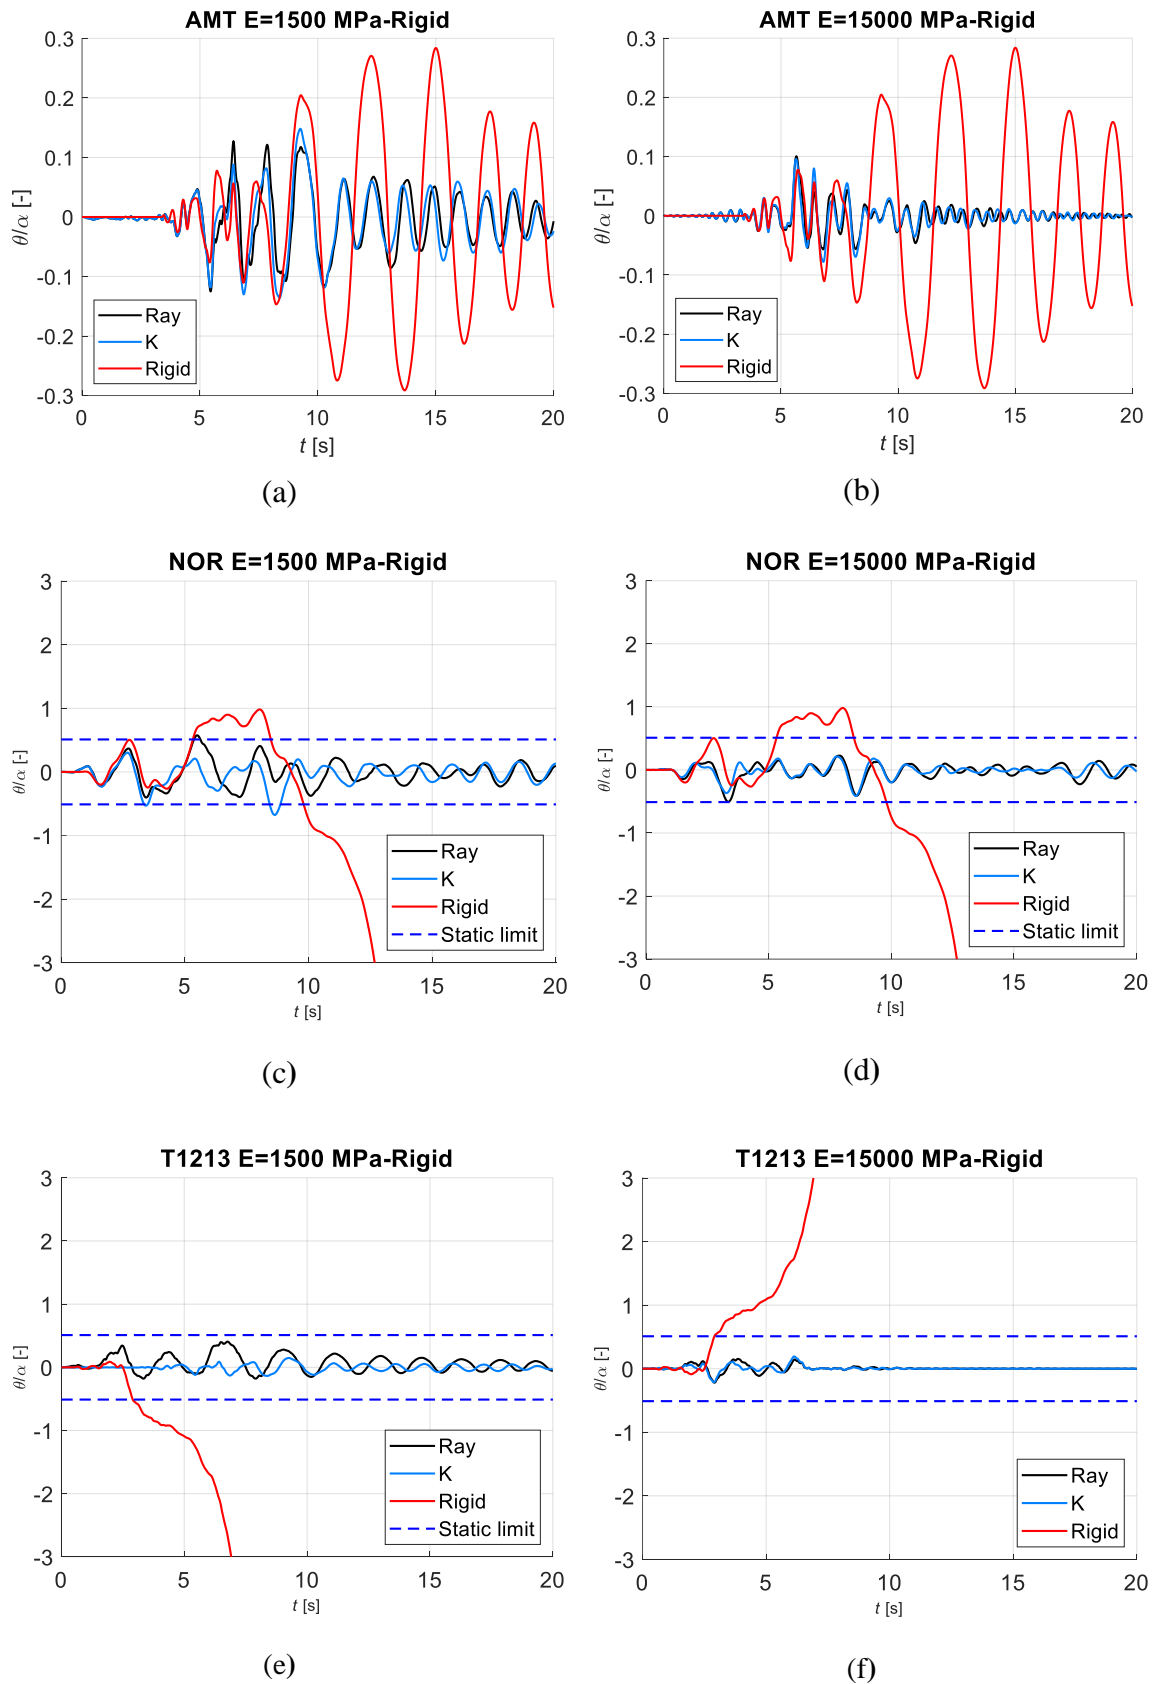 AMT E=1500 MPa-Rigid
0.3
0.2
0.1
0
-0.1
-0.2
-0.3
θ/α [-]
Ray
K
Rigid
0 5 10 15 20
t [s]
(a)
AMT E=15000 MPa-Rigid
0.3
0.2
0.1
0
-0.1
-0.2
-0.3
θ/α [-]
Ray
K
Rigid
0 5 10 15 20
t [s]
(b)
NOR E=1500 MPa-Rigid
3
2
1
0
-1
-2
-3
θ/α [-]
Ray
K
Rigid
Static limit
0 5 10 15 20
t [s]
(c)
NOR E=15000 MPa-Rigid
3
2
1
0
-1
-2
-3
θ/α [-]
Ray
K
Rigid
Static limit
0 5 10 15 20
t [s]
(d)
T1213 E=1500 MPa-Rigid
3
2
1
0
-1
-2
-3
θ/α [-]
Ray
K
Rigid
Static limit
0 5 10 15 20
t [s]
(e)
T1213 E=15000 MPa-Rigid
3
2
1
0
-1
-2
-3
θ/α [-]
Ray
K
Rigid
0 5 10 15 20
t [s]
(f)